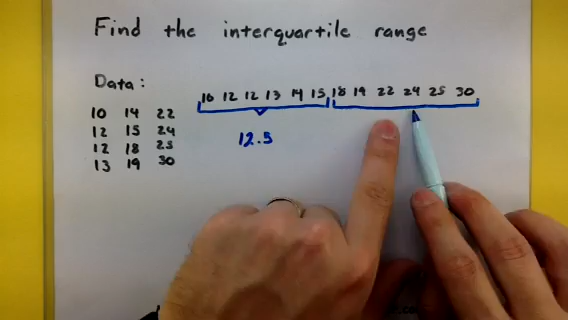 Find the interquartile range
Data:
10 12 12 13 14 15 18 19 22 24 25 30
10 14 22
12 15 24
12 18 25
13 19 30
12.5